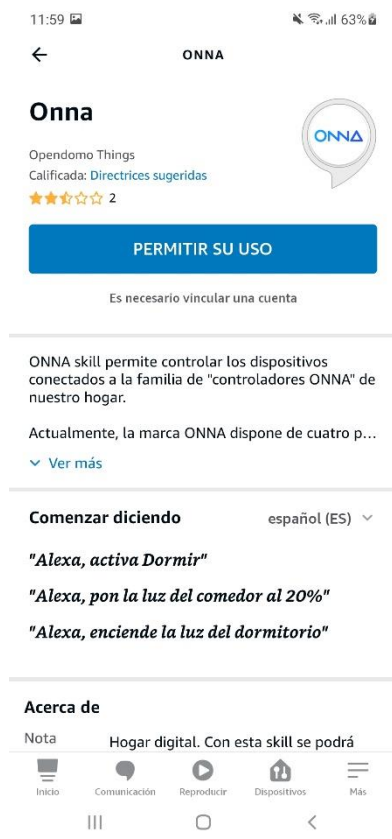 11:59 63%
ONNA
Onna
ONNA
Opendomo Things
Calificada: Directrices sugeridas
2
PERMITIR SU USO
Es necesario vincular una cuenta
ONNA skill permite controlar los dispositivos
conectados a la familia de "controladores ONNA" de
nuestro hogar.
Actualmente, la marca ONNA dispone de cuatro p...
Ver más
Comenzar diciendo español (ES)
"Alexa, activa Dormir"
"Alexa, pon la luz del comedor al 20%"
"Alexa, enciende la luz del dormitorio"
Acerca de
Nota Hogar digital. Con esta skill se podrá
Inicio Comunicación Reproducir Dispositivos Más